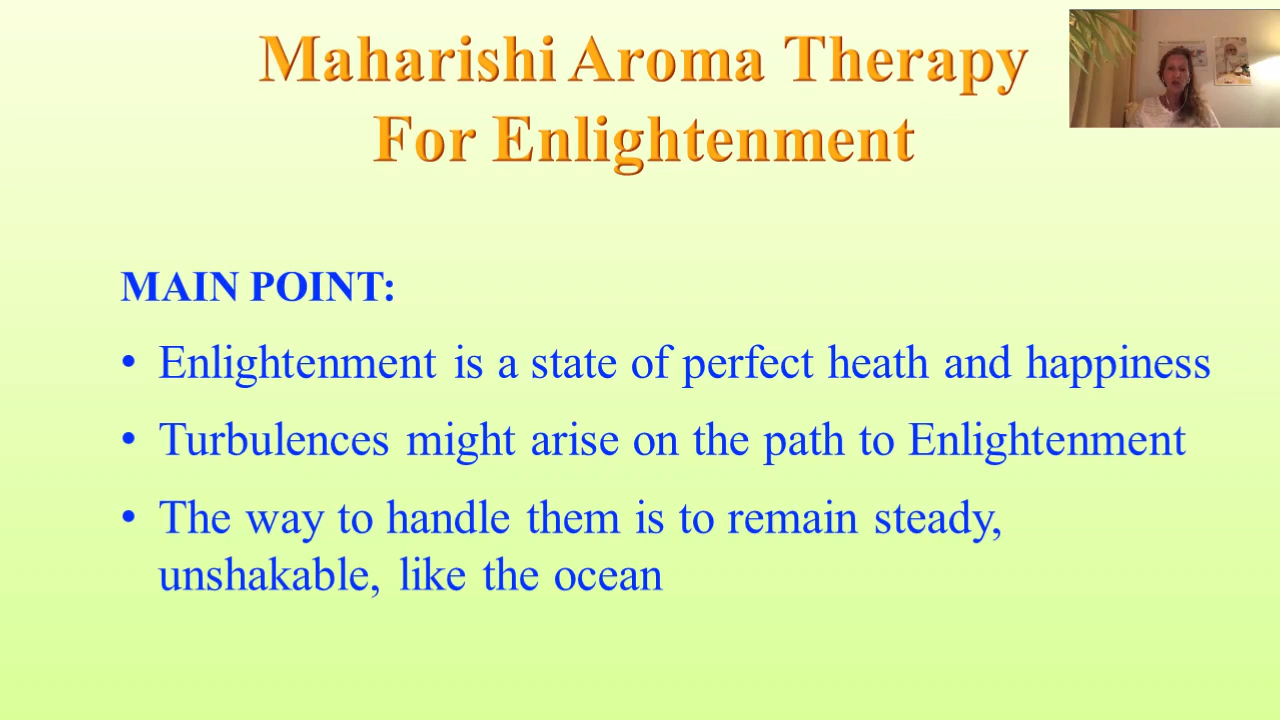 Maharishi Aroma Therapy
For Enlightenment
MAIN POINT:
• Enlightenment is a state of perfect heath and happiness
• Turbulences might arise on the path to Enlightenment
• The way to handle them is to remain steady,
unshakable, like the ocean